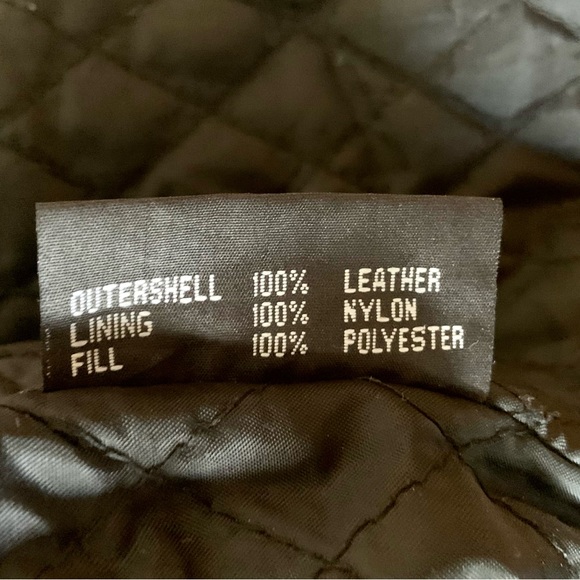 OUTERSHELL 100% LEATHER
LINING 100% NYLON
FILL 100% POLYESTER